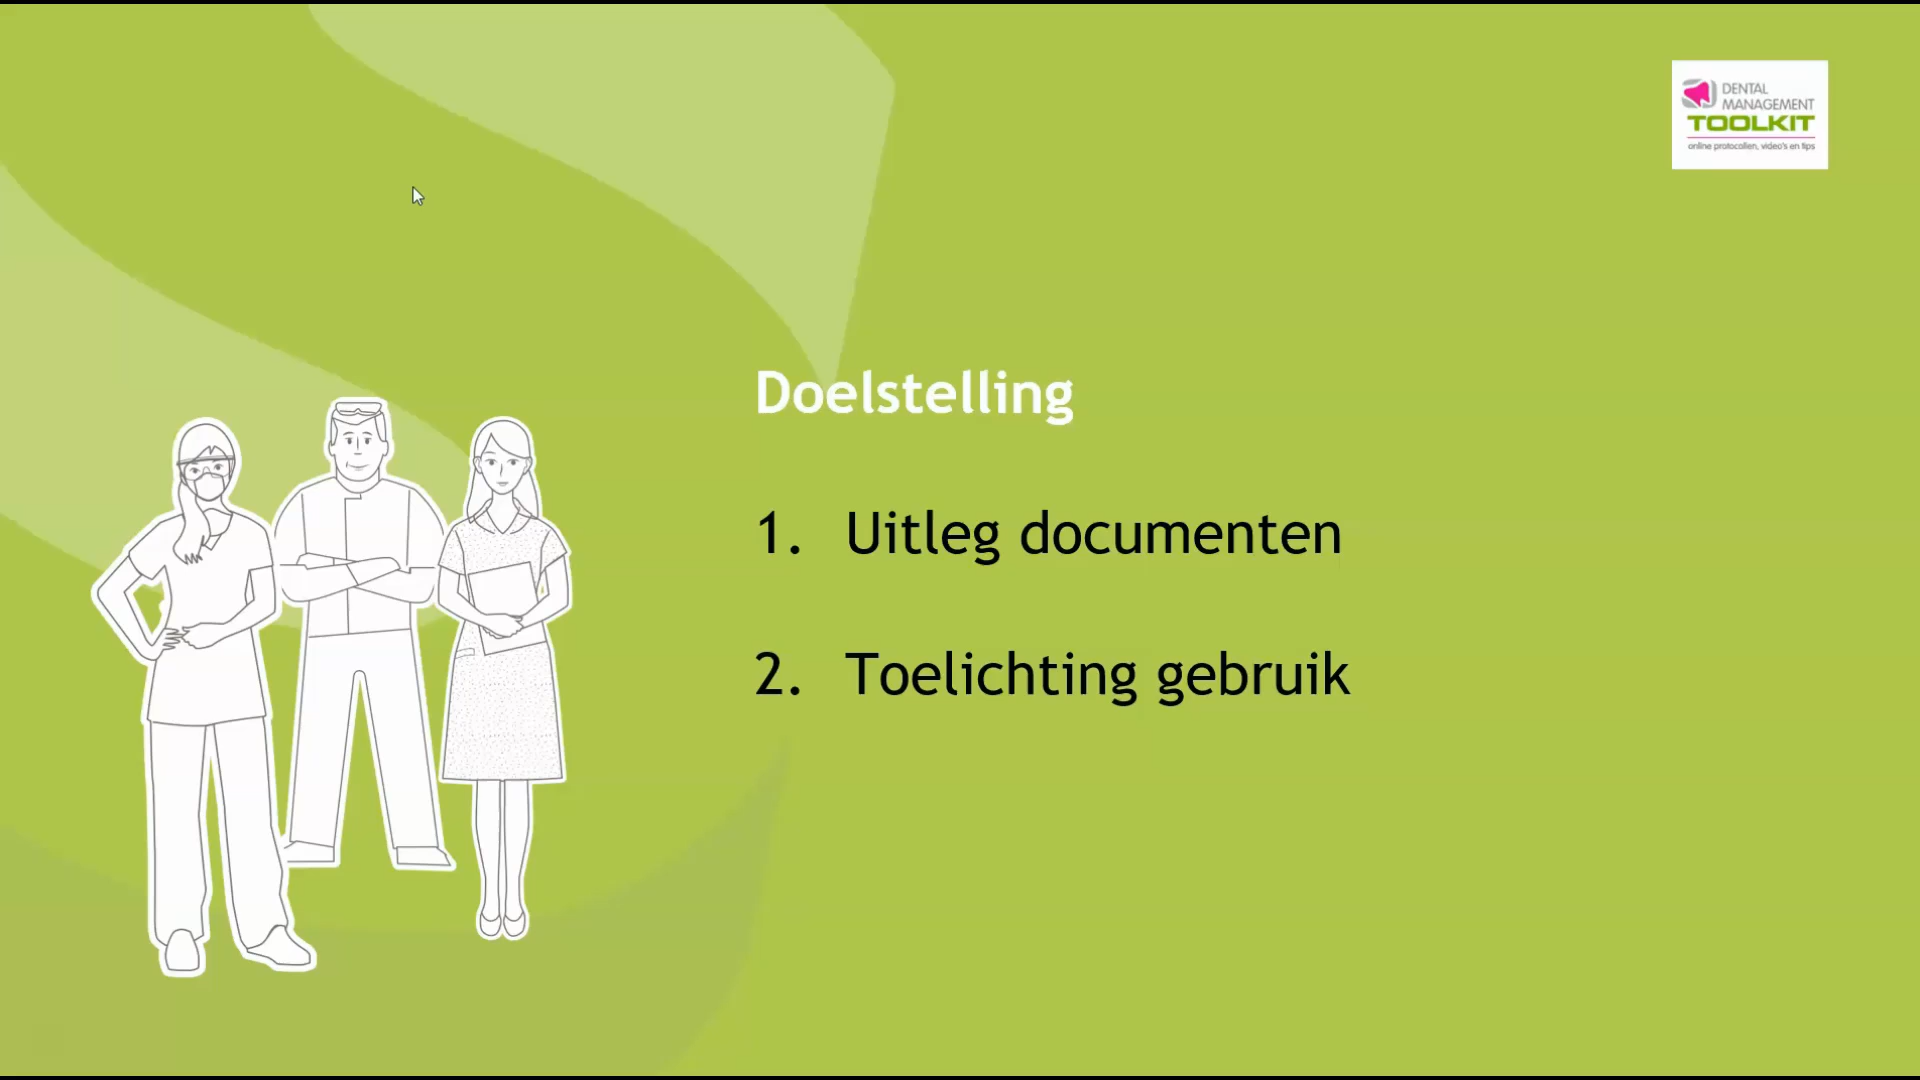 DENTAL
MANAGEMENT
TOOLKIT
online protocollen, video's en tips
Doelstelling
1. Uitleg documenten
2. Toelichting gebruik